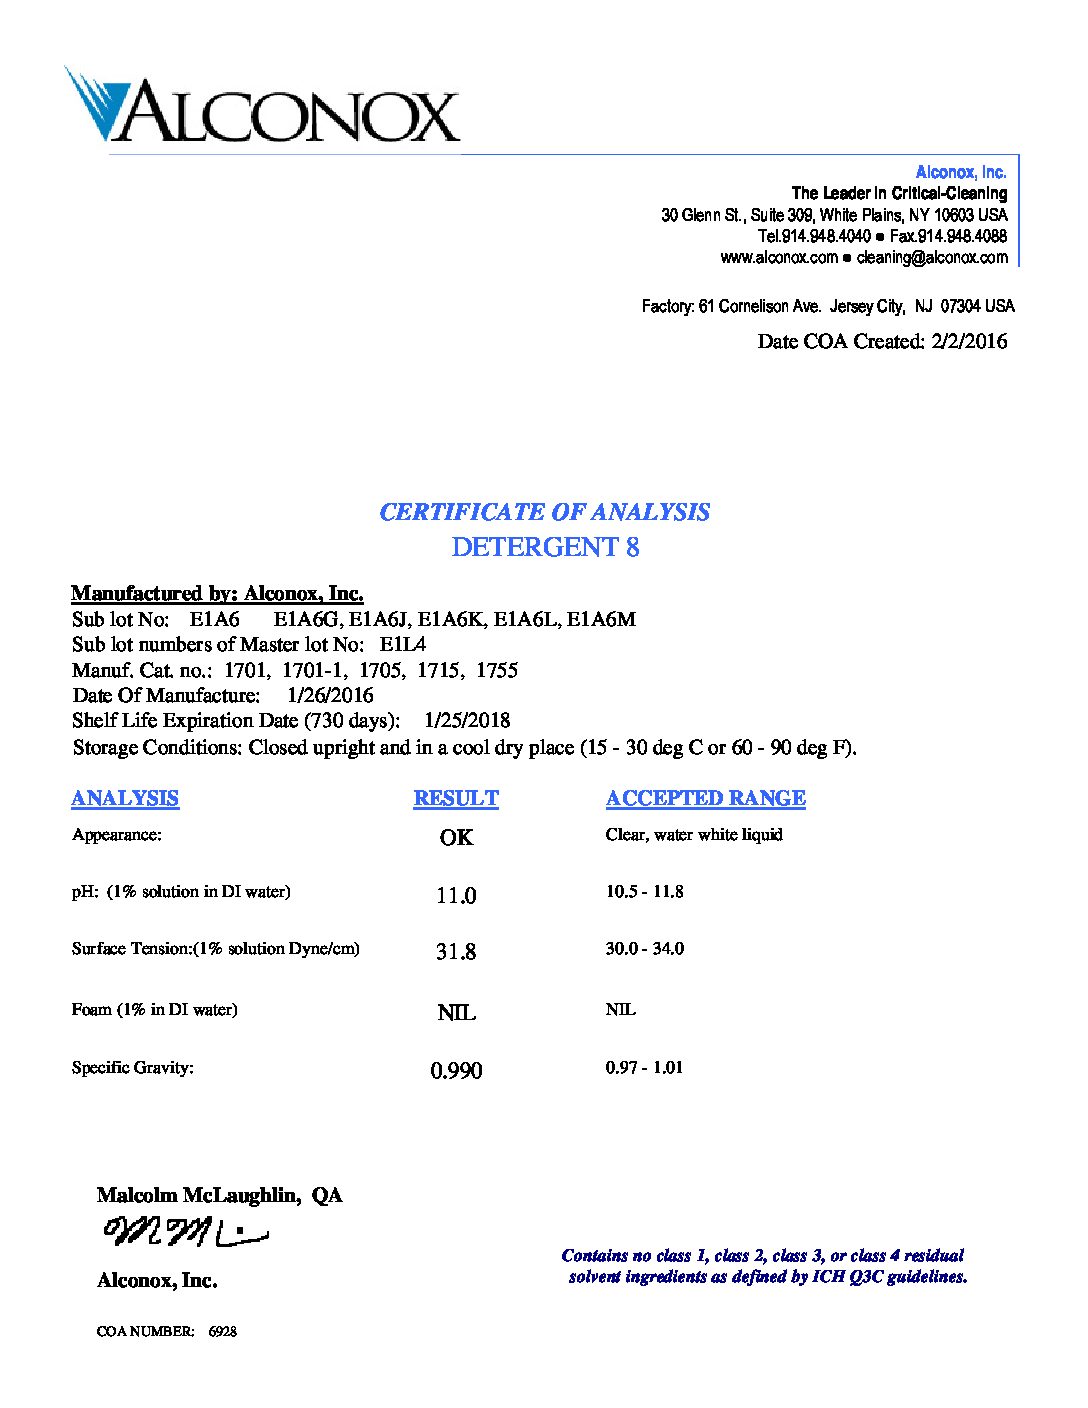 ALCONOX
Alconox, Inc.
The Leader in Critical-Cleaning
30 Glenn St., Suite 309, White Plains, NY 10603 USA
Tel.914.948.4040 ● Fax.914.948.4088
www.alconox.com ● cleaning@alconox.com
Factory: 61 Cornelison Ave. Jersey City, NJ 07304 USA
Date COA Created: 2/2/2016
CERTIFICATE OF ANALYSIS
DETERGENT 8
Manufactured by: Alconox, Inc.
Sub lot No: E1A6 E1A6G, E1A6J, E1A6K, E1A6L, E1A6M
Sub lot numbers of Master lot No: E1L4
Manuf. Cat. no.: 1701, 1701-1, 1705, 1715, 1755
Date Of Manufacture: 1/26/2016
Shelf Life Expiration Date (730 days): 1/25/2018
Storage Conditions: Closed upright and in a cool dry place (15 - 30 deg C or 60 - 90 deg F).
ANALYSIS RESULT ACCEPTED RANGE
Appearance: OK Clear, water white liquid
pH: (1% solution in DI water) 11.0 10.5 - 11.8
Surface Tension:(1% solution Dyne/cm) 31.8 30.0 - 34.0
Foam (1% in DI water) NIL NIL
Specific Gravity: 0.990 0.97 - 1.01
Malcolm McLaughlin, QA
Alconox, Inc.
Contains no class 1, class 2, class 3, or class 4 residual
solvent ingredients as defined by ICH Q3C guidelines.
COA NUMBER: 6928